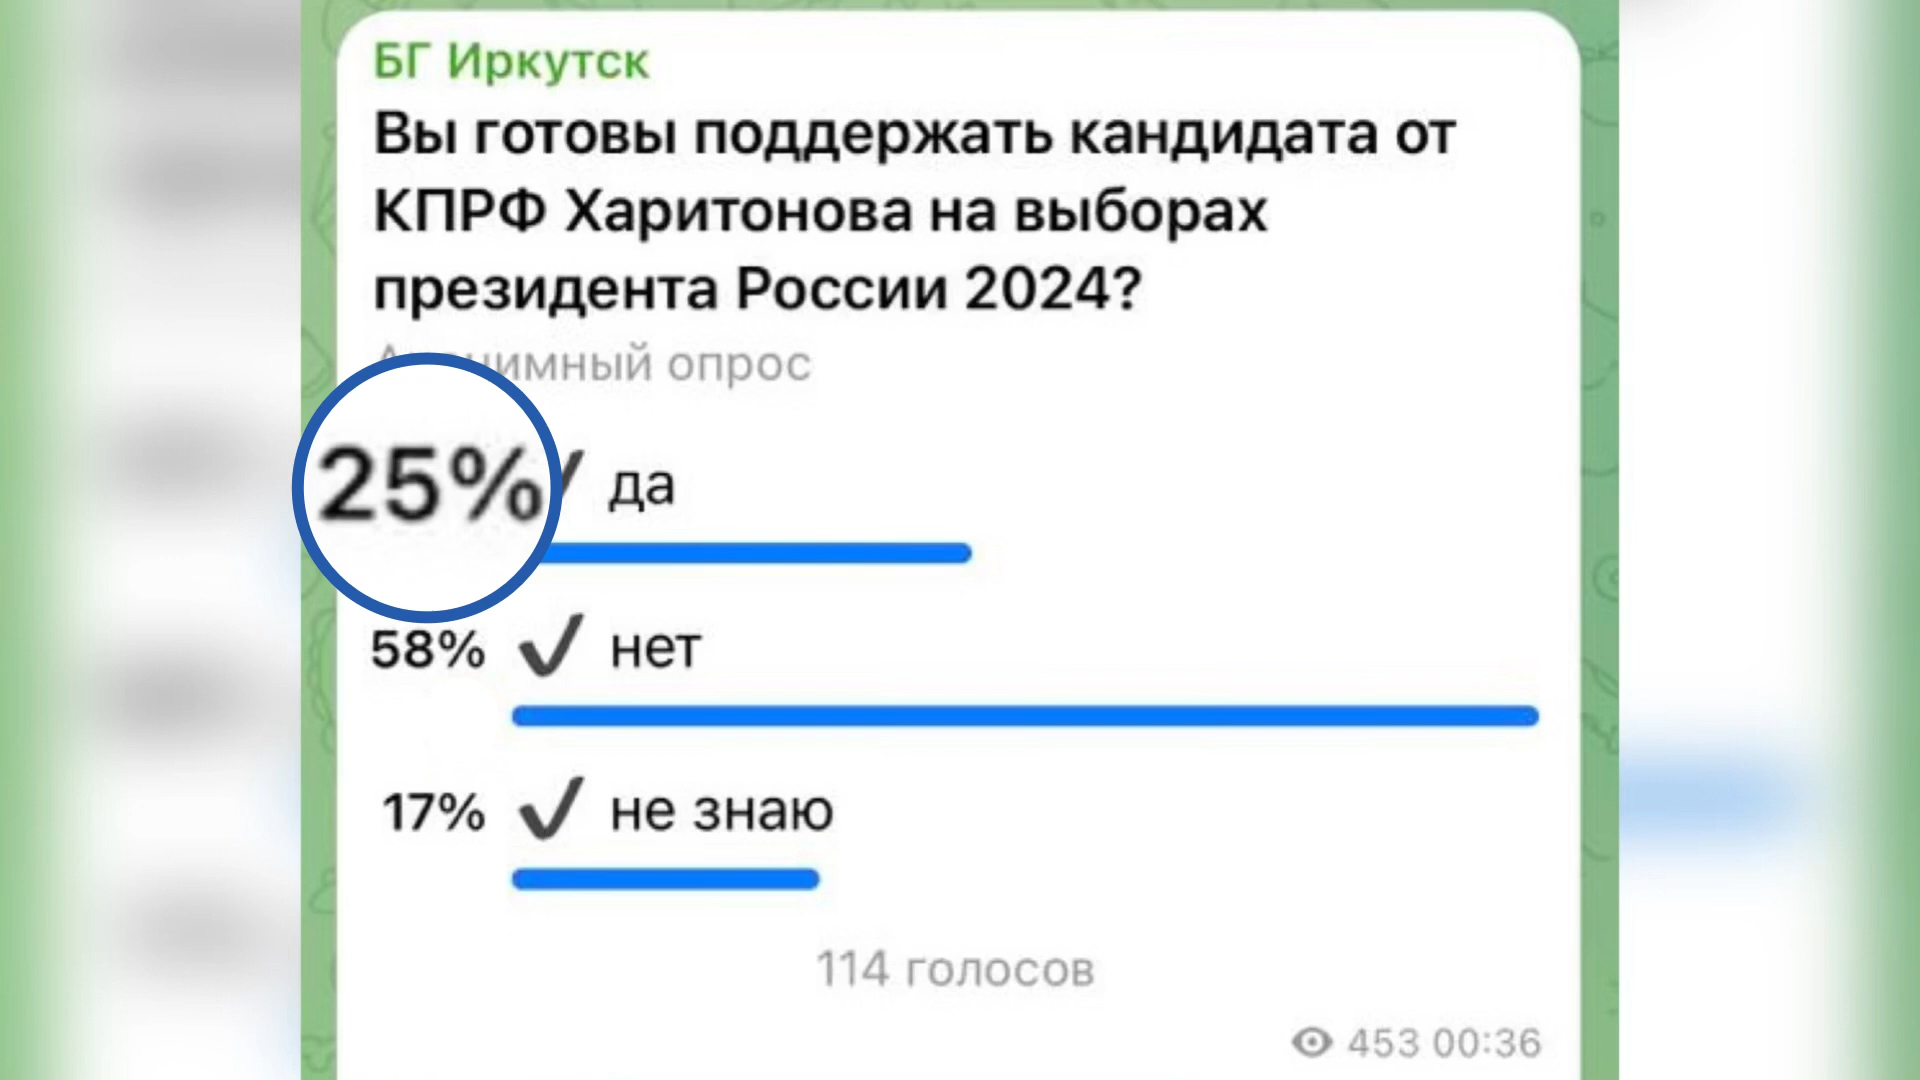 БГ Иркутск
Вы готовы поддержать кандидата от
КПРФ Харитонова на выборах
президента России 2024?
Анонимный опрос
25% ✓ да
58% ✓ нет
17% ✓ не знаю
114 голосов
453 00:36